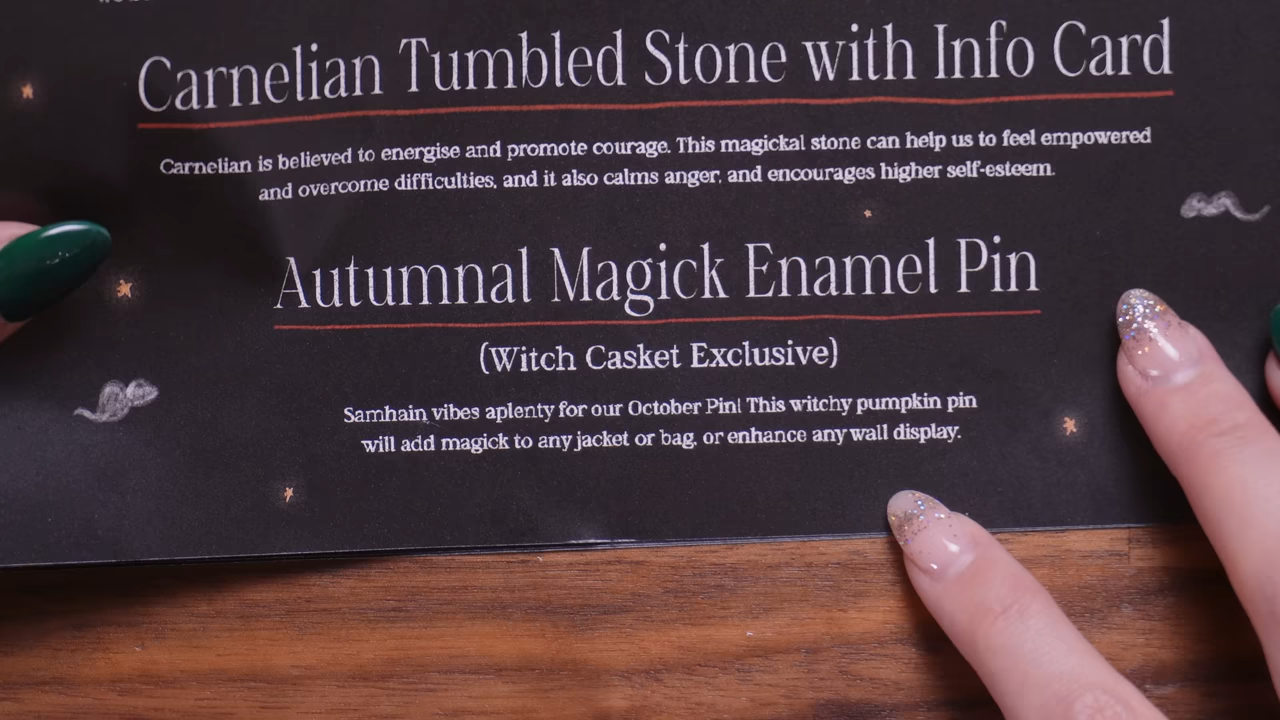 Carnelian Tumbled Stone with Info Card
Carnelian is believed to energise and promote courage. This magickal stone can help us to feel empowered
and overcome difficulties, and it also calms anger, and encourages higher self-esteem.
Autumnal Magick Enamel Pin
(Witch Casket Exclusive)
Samhain vibes aplenty for our October Pin! This witchy pumpkin pin
will add magick to any jacket or bag, or enhance any wall display.